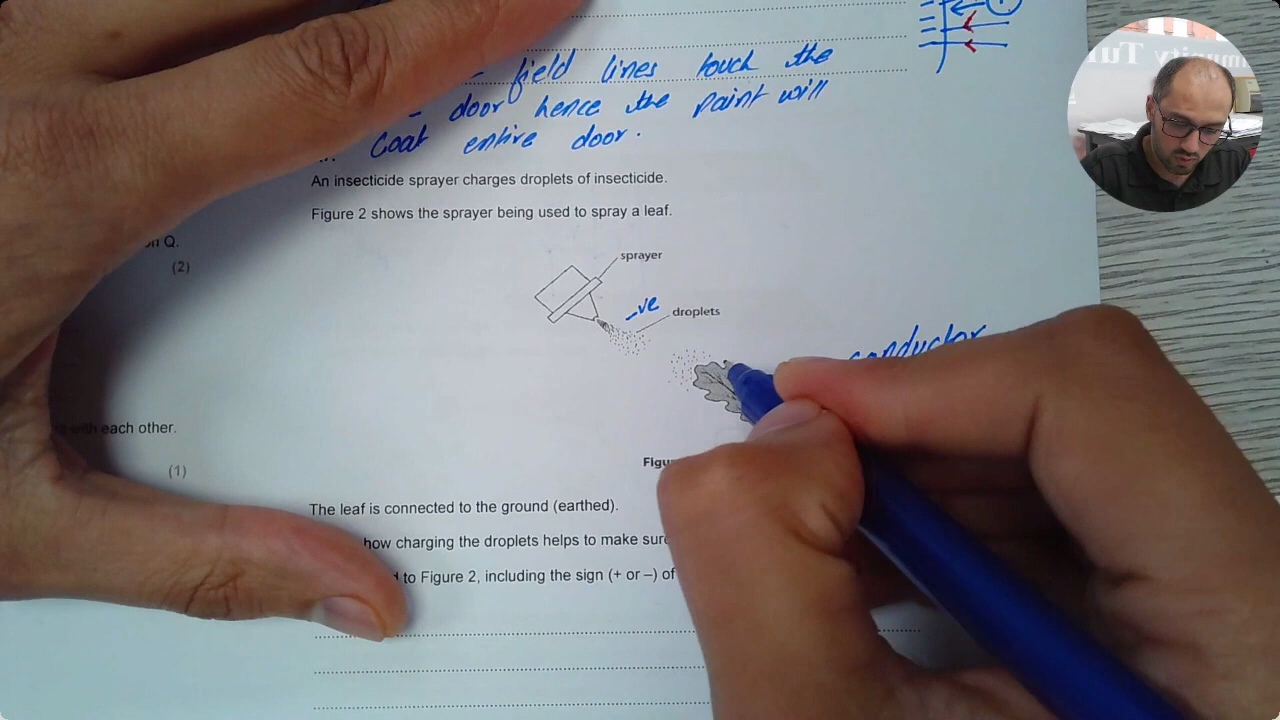 field lines touch the
door hence the paint will
Coat entire door.
An insecticide sprayer charges droplets of insecticide.
Figure 2 shows the sprayer being used to spray a leaf.
on Q.
(2)
sprayer
-ve
droplets
conductor
with each other.
(1)
The leaf is connected to the ground (earthed).
how charging the droplets helps to make sure
to Figure 2, including the sign (+ or –) of